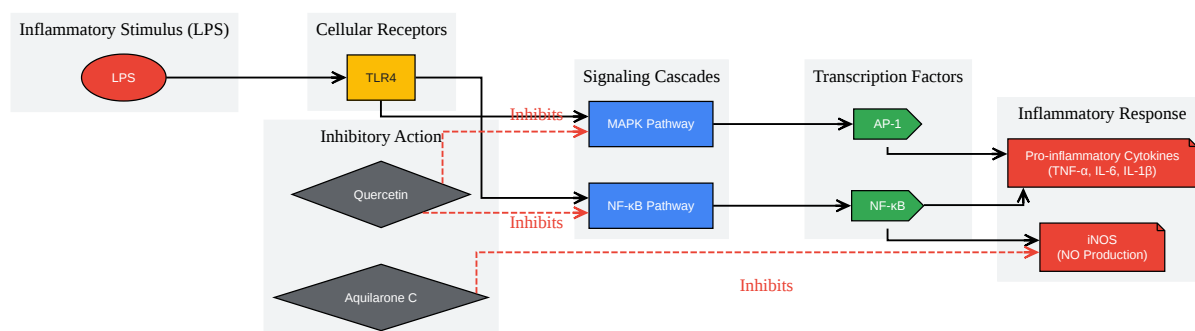 Inflammatory Stimulus (LPS)
LPS
Cellular Receptors
TLR4
Inhibitory Action
Quercetin
Aquilarone C
Inhibits
Inhibits
Inhibits
Signaling Cascades
MAPK Pathway
NF-κB Pathway
Transcription Factors
AP-1
NF-κB
Inflammatory Response
Pro-inflammatory Cytokines
(TNF-α, IL-6, IL-1β)
iNOS
(NO Production)